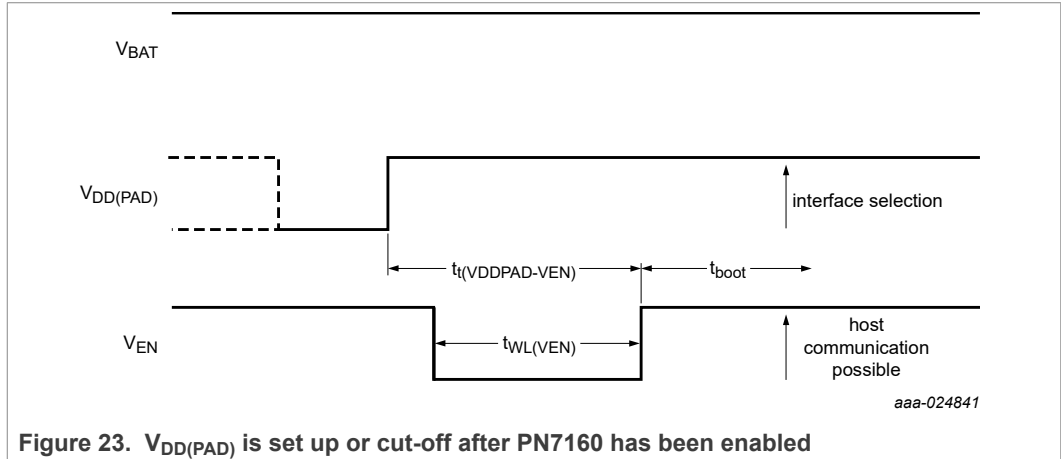 VBAT
VDD(PAD)
interface selection
tt(VDDPAD-VEN)
tboot
VEN
tWL(VEN)
host
communication
possible
aaa-024841
Figure 23. VDD(PAD) is set up or cut-off after PN7160 has been enabled